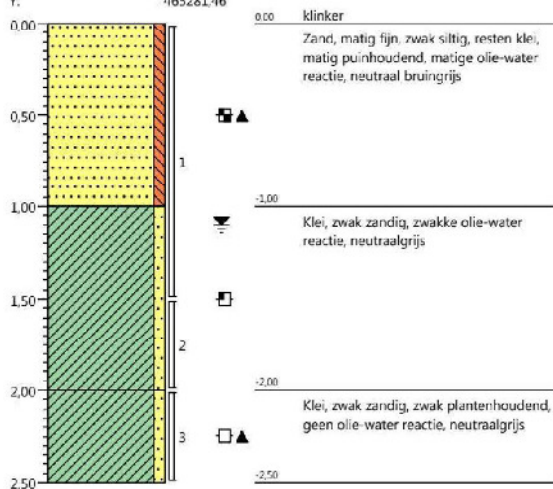 Y: 465281,46
0,00
0,50
1,00
1,50
2,00
2,50
1
2
3
0,00 klinker
Zand, matig fijn, zwak siltig, resten klei,
matig puinhoudend, matige olie-water
reactie, neutraal bruingrijs
-1,00
Klei, zwak zandig, zwakke olie-water
reactie, neutraalgrijs
-2,00
Klei, zwak zandig, zwak plantenhoudend,
geen olie-water reactie, neutraalgrijs
-2,50